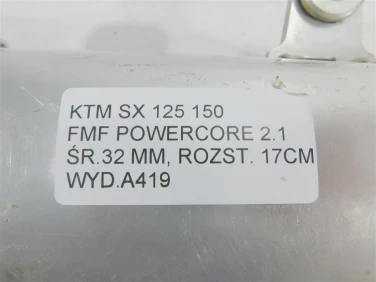 KTM SX 125 150
FMF POWERCORE 2.1
ŚR.32 MM, ROZST. 17CM
WYD.A419